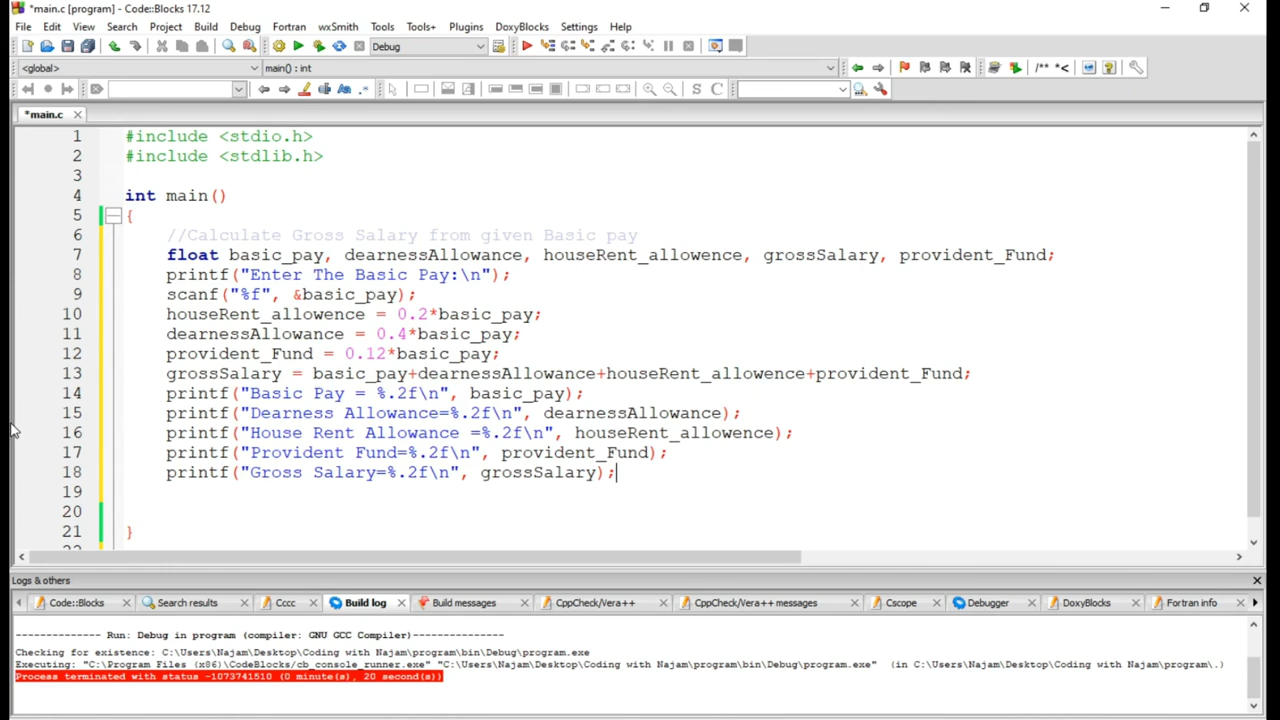 *main.c [program] - Code::Blocks 17.12
File Edit View Search Project Build Debug Fortran wxSmith Tools Tools+ Plugins DoxyBlocks Settings Help
Debug
<global> main() : int /** *<
S C
*main.c
1 #include <stdio.h>
2 #include <stdlib.h>
3
4 int main()
5 {
6 //Calculate Gross Salary from given Basic pay
7 float basic_pay, dearnessAllowance, houseRent_allowence, grossSalary, provident_Fund;
8 printf("Enter The Basic Pay:\n");
9 scanf("%f", &basic_pay);
10 houseRent_allowence = 0.2*basic_pay;
11 dearnessAllowance = 0.4*basic_pay;
12 provident_Fund = 0.12*basic_pay;
13 grossSalary = basic_pay+dearnessAllowance+houseRent_allowence+provident_Fund;
14 printf("Basic Pay = %.2f\n", basic_pay);
15 printf("Dearness Allowance=%.2f\n", dearnessAllowance);
16 printf("House Rent Allowance =%.2f\n", houseRent_allowence);
17 printf("Provident Fund=%.2f\n", provident_Fund);
18 printf("Gross Salary=%.2f\n", grossSalary);
19
20
21 }
Logs & others
Code::Blocks Search results Cccc Build log Build messages CppCheck/Vera++ CppCheck/Vera++ messages Cscope Debugger DoxyBlocks Fortran info
-------------- Run: Debug in program (compiler: GNU GCC Compiler)---------------
Checking for existence: C:\Users\Najam\Desktop\Coding with Najam\program\bin\Debug\program.exe
Executing: "C:\Program Files (x86)\CodeBlocks/cb_console_runner.exe" "C:\Users\Najam\Desktop\Coding with Najam\program\bin\Debug\program.exe" (in C:\Users\Najam\Desktop\Coding with Najam\program\.)
Process terminated with status -1073741510 (0 minute(s), 20 second(s))